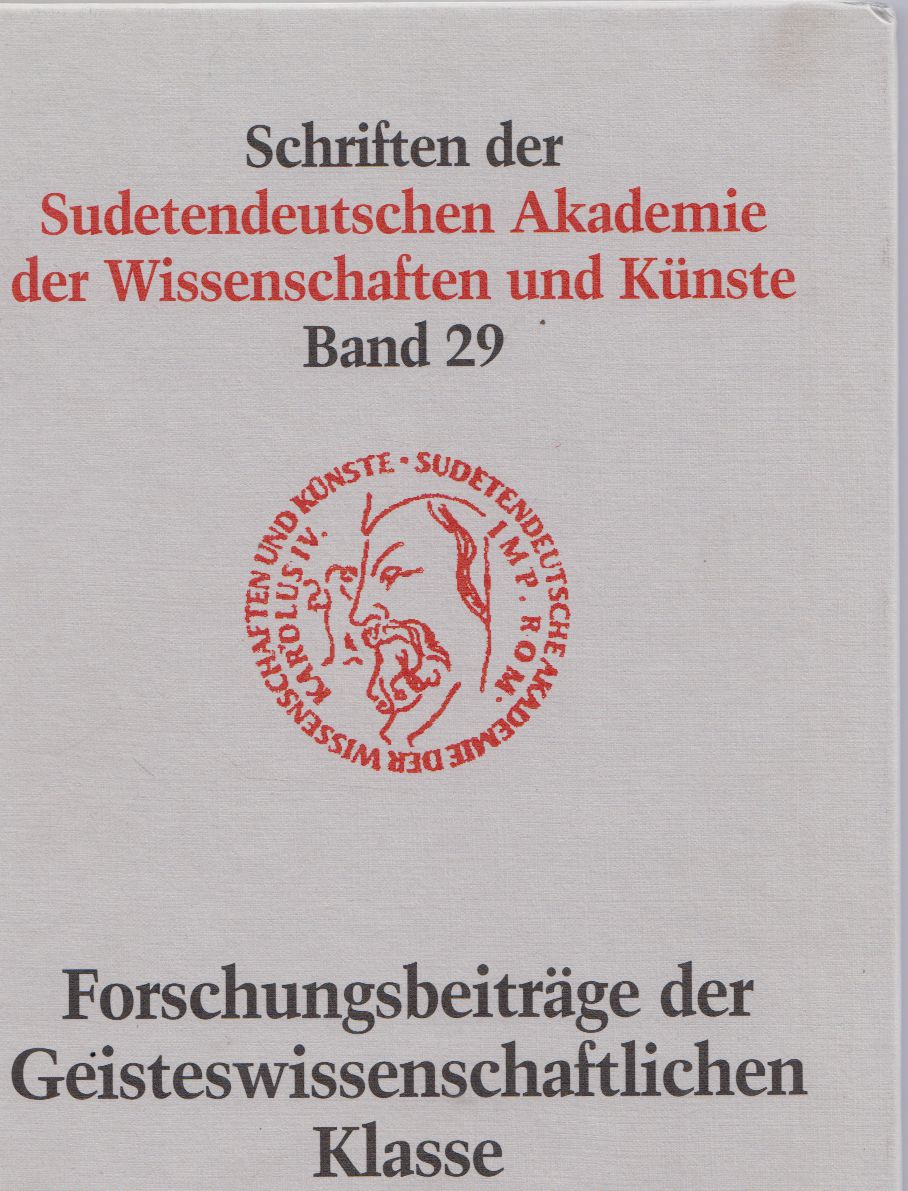 Schriften der
Sudetendeutschen Akademie
der Wissenschaften und Künste
Band 29
SUDETENDEUTSCHE AKADEMIE DER WISSENSCHAFTEN UND KÜNSTE ·
KAROLUS IV.
IMP. ROM.
Forschungsbeiträge der
Geisteswissenschaftlichen
Klasse